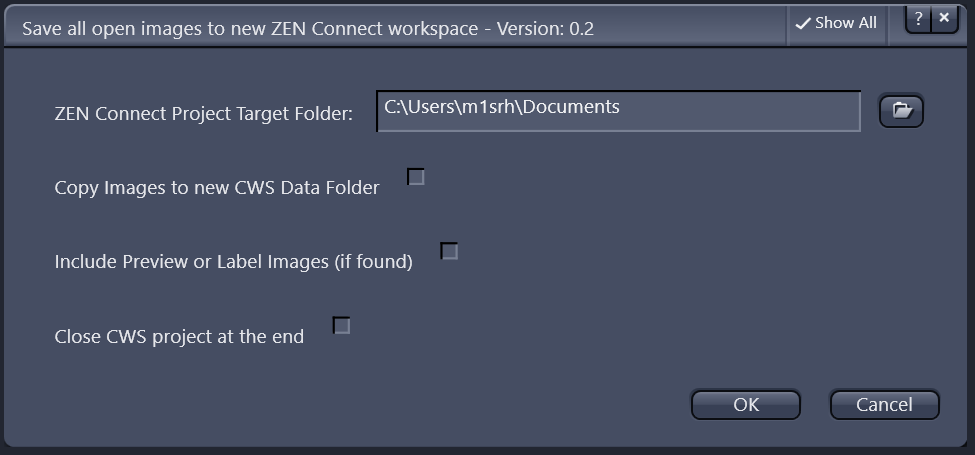 Save all open images to new ZEN Connect workspace - Version: 0.2
Show All
?
ZEN Connect Project Target Folder:
C:\Users\m1srh\Documents
Copy Images to new CWS Data Folder
Include Preview or Label Images (if found)
Close CWS project at the end
OK
Cancel